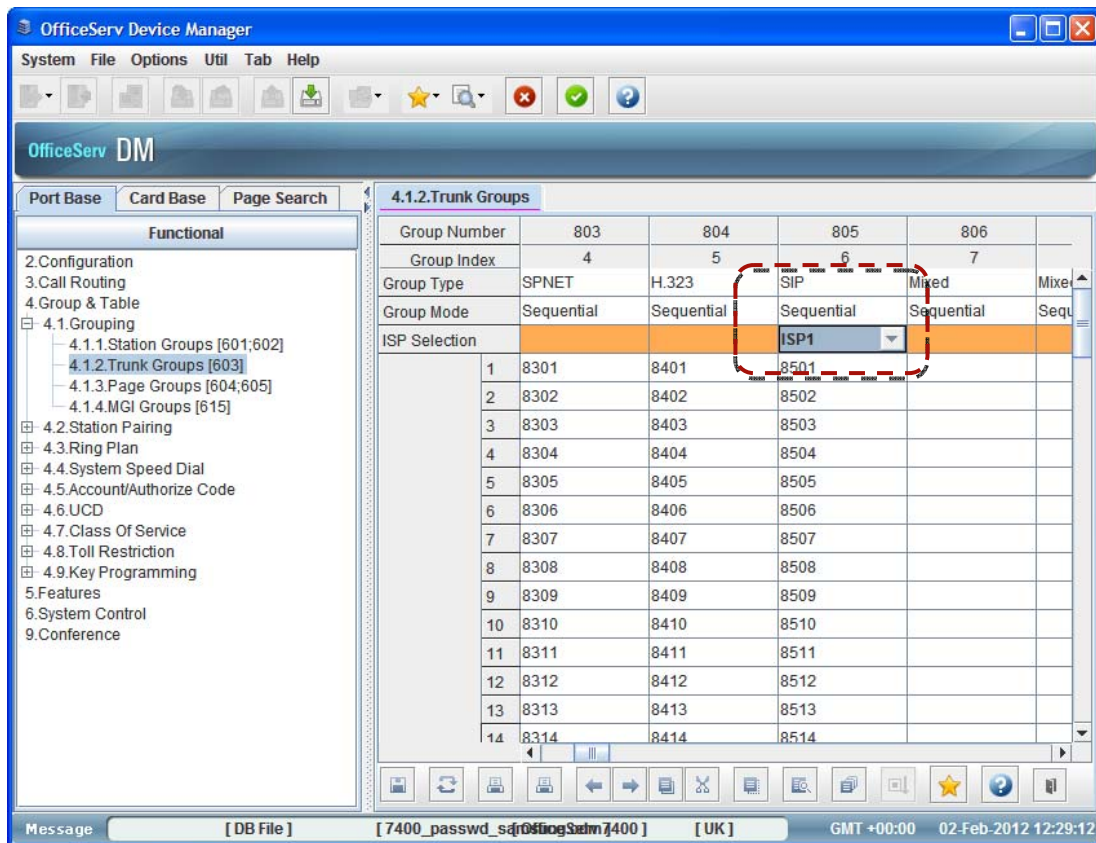 OfficeServ Device Manager
System File Options Util Tab Help
OfficeServ DM
Port Base Card Base Page Search
Functional
2.Configuration
3.Call Routing
4.Group & Table
4.1.Grouping
4.1.1.Station Groups [601;602]
4.1.2.Trunk Groups [603]
4.1.3.Page Groups [604;605]
4.1.4.MGI Groups [615]
4.2.Station Pairing
4.3.Ring Plan
4.4.System Speed Dial
4.5.Account/Authorize Code
4.6.UCD
4.7.Class Of Service
4.8.Toll Restriction
4.9.Key Programming
5.Features
6.System Control
9.Conference
4.1.2.Trunk Groups
Group Number 803 804 805 806
Group Index 4 5 6 7
Group Type SPNET H.323 SIP Mixed Mixed
Group Mode Sequential Sequential Sequential Sequential Sequ
ISP Selection ISP1
1 8301 8401 8501
2 8302 8402 8502
3 8303 8403 8503
4 8304 8404 8504
5 8305 8405 8505
6 8306 8406 8506
7 8307 8407 8507
8 8308 8408 8508
9 8309 8409 8509
10 8310 8410 8510
11 8311 8411 8511
12 8312 8412 8512
13 8313 8413 8513
14 8314 8414 8514
Message [ DB File ] [ UK ] GMT +00:00 02-Feb-2012 12:29:12